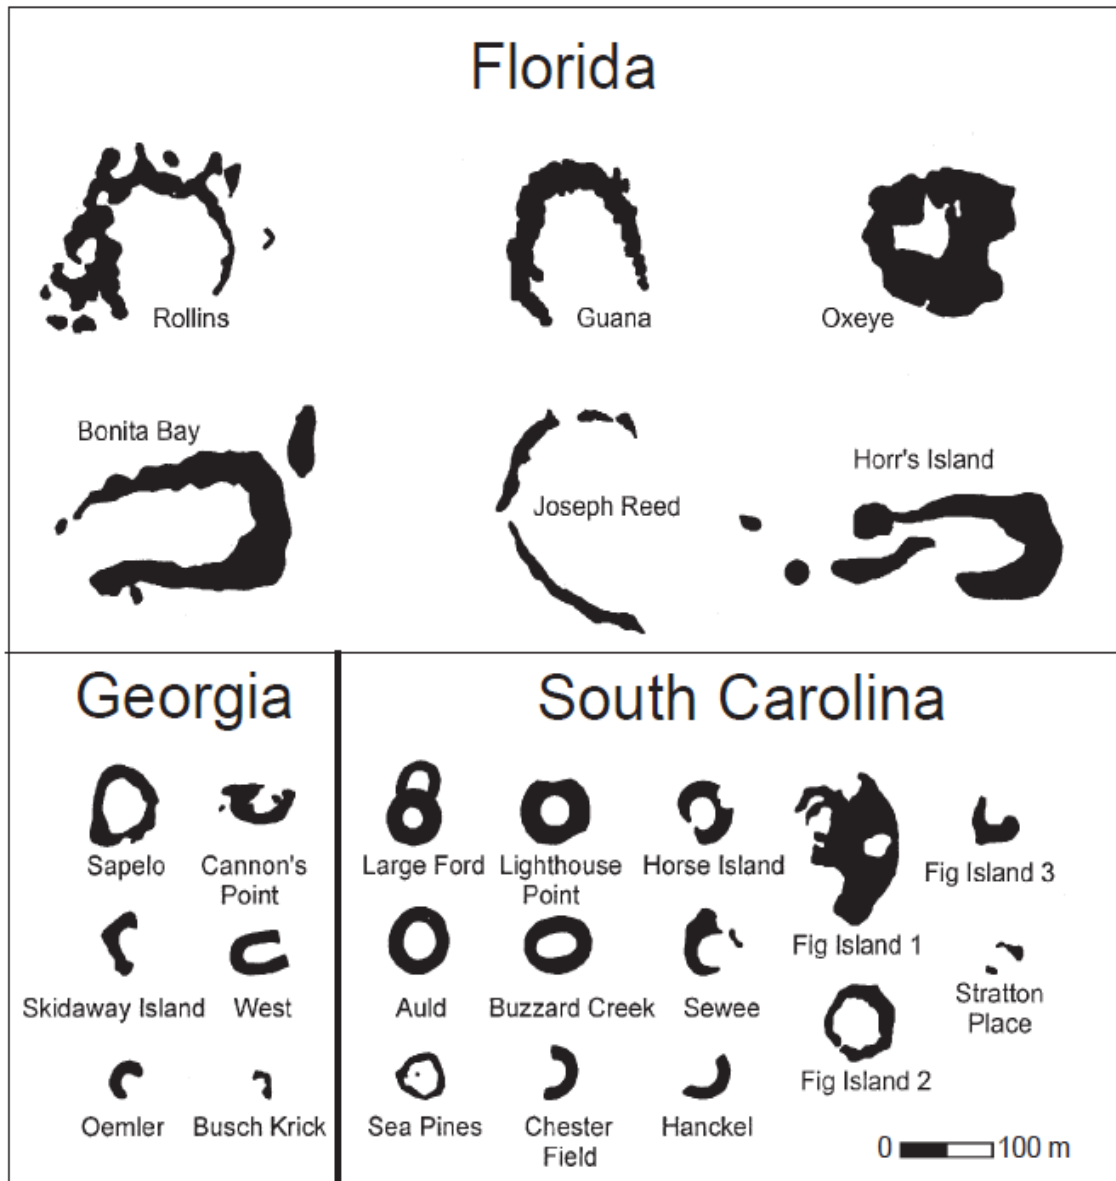 Florida
Rollins
Guana
Oxeye
Bonita Bay
Joseph Reed
Horr's Island
Georgia
Sapelo
Cannon's
Point
Skidaway Island
West
Oemler
Busch Krick
South Carolina
Large Ford
Lighthouse
Point
Horse Island
Fig Island 1
Fig Island 3
Auld
Buzzard Creek
Sewee
Stratton
Place
Fig Island 2
Sea Pines
Chester
Field
Hanckel
0 100 m